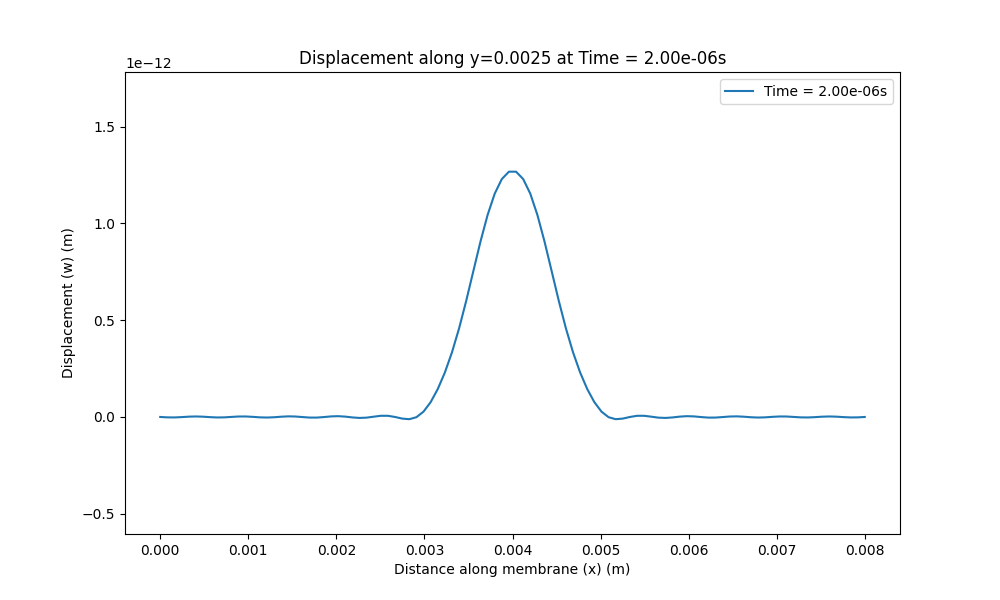 Displacement along y=0.0025 at Time = 2.00e-06s
1e−12
Time = 2.00e-06s
1.5
1.0
0.5
0.0
−0.5
Displacement (w) (m)
0.000 0.001 0.002 0.003 0.004 0.005 0.006 0.007 0.008
Distance along membrane (x) (m)